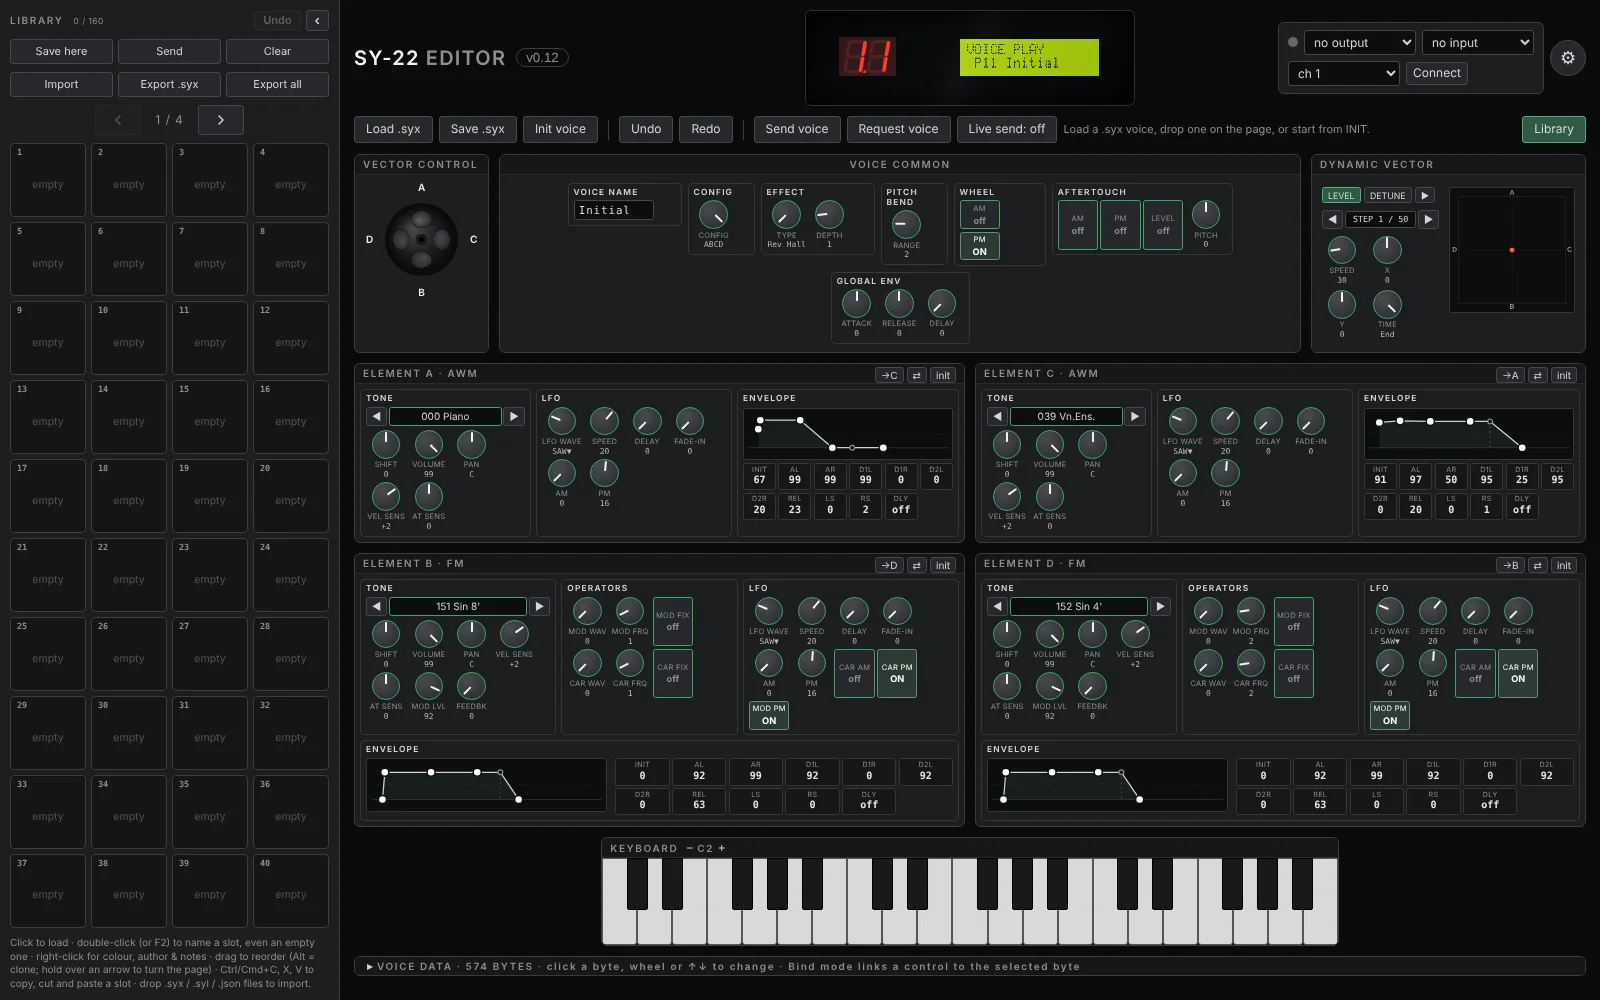 LIBRARY 0 / 160 Undo ‹
Save here Send Clear
Import Export .syx Export all
‹ 1 / 4 ›
1 2 3 4
empty empty empty empty
5 6 7 8
empty empty empty empty
9 10 11 12
empty empty empty empty
13 14 15 16
empty empty empty empty
17 18 19 20
empty empty empty empty
21 22 23 24
empty empty empty empty
25 26 27 28
empty empty empty empty
29 30 31 32
empty empty empty empty
33 34 35 36
empty empty empty empty
37 38 39 40
empty empty empty empty
Click to load · double-click (or F2) to name a slot, even an empty
one · right-click for colour, author & notes · drag to reorder (Alt =
clone; hold over an arrow to turn the page) · Ctrl/Cmd+C, X, V to
copy, cut and paste a slot · drop .syx / .syl / .json files to import.
SY-22 EDITOR v0.12
1.1
VOICE PLAY
P11 Initial
no output no input
ch 1 Connect
Load .syx Save .syx Init voice Undo Redo Send voice Request voice Live send: off Load a .syx voice, drop one on the page, or start from INIT. Library
VECTOR CONTROL
A
D C
B
VOICE COMMON
VOICE NAME
Initial
CONFIG
CONFIG
ABCD
EFFECT
TYPE DEPTH
Rev Hall 1
PITCH
BEND
RANGE
2
WHEEL
AM
off
PM
ON
AFTERTOUCH
AM PM LEVEL
off off off
PITCH
0
GLOBAL ENV
ATTACK RELEASE DELAY
0 0 0
DYNAMIC VECTOR
LEVEL DETUNE ▶
◀ STEP 1 / 50 ▶
SPEED X
30 0
Y TIME
0 End
A
D C
B
ELEMENT A · AWM →C ⇄ init
TONE
◀ 000 Piano ▶
SHIFT VOLUME PAN
0 99 C
VEL SENS AT SENS
+2 0
LFO
LFO WAVE SPEED DELAY FADE-IN
SAW▼ 20 0 0
AM PM
0 16
ENVELOPE
INIT AL AR D1L D1R D2L
67 99 99 99 0 0
D2R REL LS RS DLY
20 23 0 2 off
ELEMENT C · AWM →A ⇄ init
TONE
◀ 039 Vn.Ens. ▶
SHIFT VOLUME PAN
0 99 C
VEL SENS AT SENS
+2 0
LFO
LFO WAVE SPEED DELAY FADE-IN
SAW▼ 20 0 0
AM PM
0 16
ENVELOPE
INIT AL AR D1L D1R D2L
91 97 50 95 25 95
D2R REL LS RS DLY
0 20 0 1 off
ELEMENT B · FM →D ⇄ init
TONE
◀ 151 Sin 8' ▶
SHIFT VOLUME PAN VEL SENS
0 99 C +2
AT SENS MOD LVL FEEDBK
0 92 0
OPERATORS
MOD WAV MOD FRQ MOD FIX
0 1 off
CAR WAV CAR FRQ CAR FIX
0 1 off
LFO
LFO WAVE SPEED DELAY FADE-IN
SAW▼ 20 0 0
AM PM CAR AM CAR PM
0 16 off ON
MOD PM
ON
ENVELOPE
INIT AL AR D1L D1R D2L
0 92 99 92 0 92
D2R REL LS RS DLY
0 63 0 0 off
ELEMENT D · FM →B ⇄ init
TONE
◀ 152 Sin 4' ▶
SHIFT VOLUME PAN VEL SENS
0 99 C +2
AT SENS MOD LVL FEEDBK
0 92 0
OPERATORS
MOD WAV MOD FRQ MOD FIX
0 2 off
CAR WAV CAR FRQ CAR FIX
0 2 off
LFO
LFO WAVE SPEED DELAY FADE-IN
SAW▼ 20 0 0
AM PM CAR AM CAR PM
0 16 off ON
MOD PM
ON
ENVELOPE
INIT AL AR D1L D1R D2L
0 92 99 92 0 92
D2R REL LS RS DLY
0 63 0 0 off
KEYBOARD − C2 +
▸ VOICE DATA · 574 BYTES · click a byte, wheel or ↑↓ to change · Bind mode links a control to the selected byte